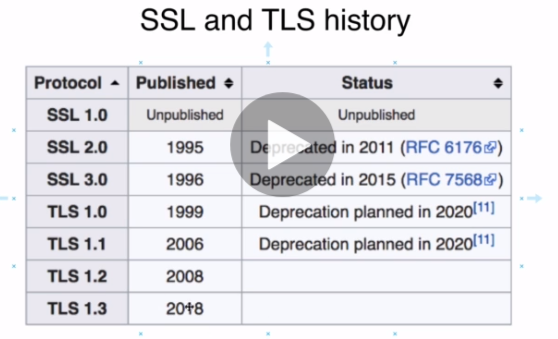 SSL and TLS history
Protocol Published Status
SSL 1.0 Unpublished Unpublished
SSL 2.0 1995 Deprecated in 2011 (RFC 6176)
SSL 3.0 1996 Deprecated in 2015 (RFC 7568)
TLS 1.0 1999 Deprecation planned in 2020[11]
TLS 1.1 2006 Deprecation planned in 2020[11]
TLS 1.2 2008
TLS 1.3 2018